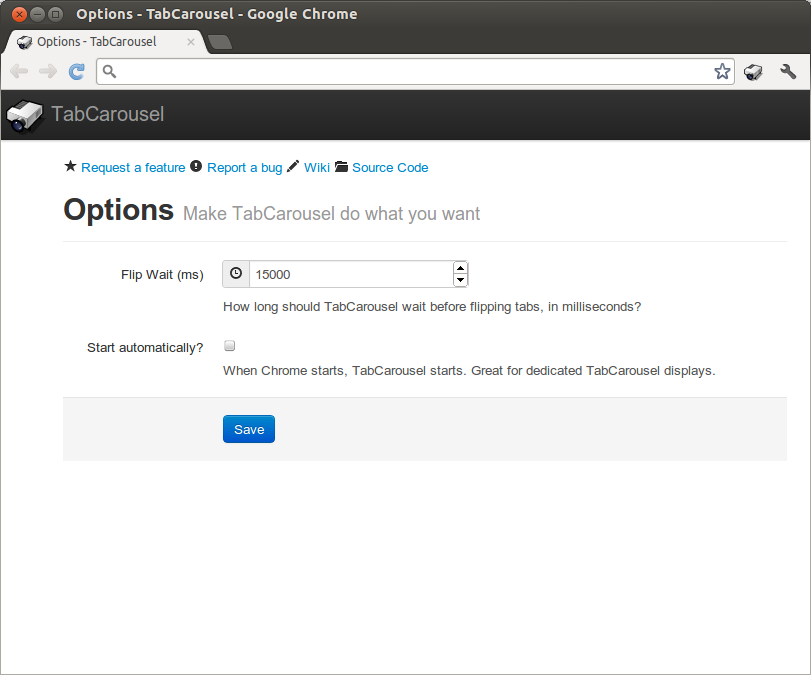 Options - TabCarousel - Google Chrome
Options - TabCarousel
TabCarousel
Request a feature Report a bug Wiki Source Code
Options Make TabCarousel do what you want
Flip Wait (ms) 15000
How long should TabCarousel wait before flipping tabs, in milliseconds?
Start automatically?
When Chrome starts, TabCarousel starts. Great for dedicated TabCarousel displays.
Save